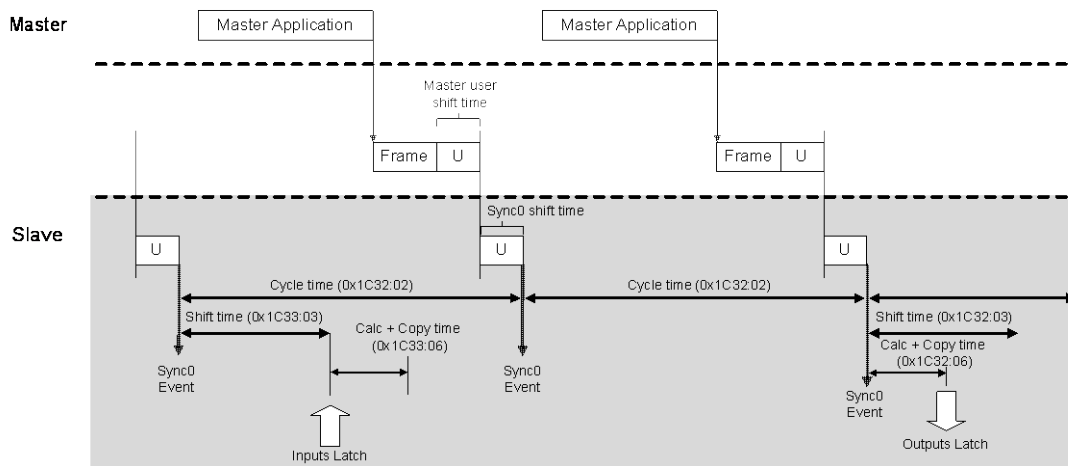 Master
Master Application
Master Application
Master user
shift time
Frame
U
Frame
U
Slave
Sync0 shift time
U
U
U
Cycle time (0x1C32:02)
Cycle time (0x1C32:02)
Shift time (0x1C33:03)
Shift time (0x1C32:03)
Calc + Copy time
(0x1C33:06)
Calc + Copy time
(0x1C32:06)
Sync0
Event
Sync0
Event
Sync0
Event
Inputs Latch
Outputs Latch